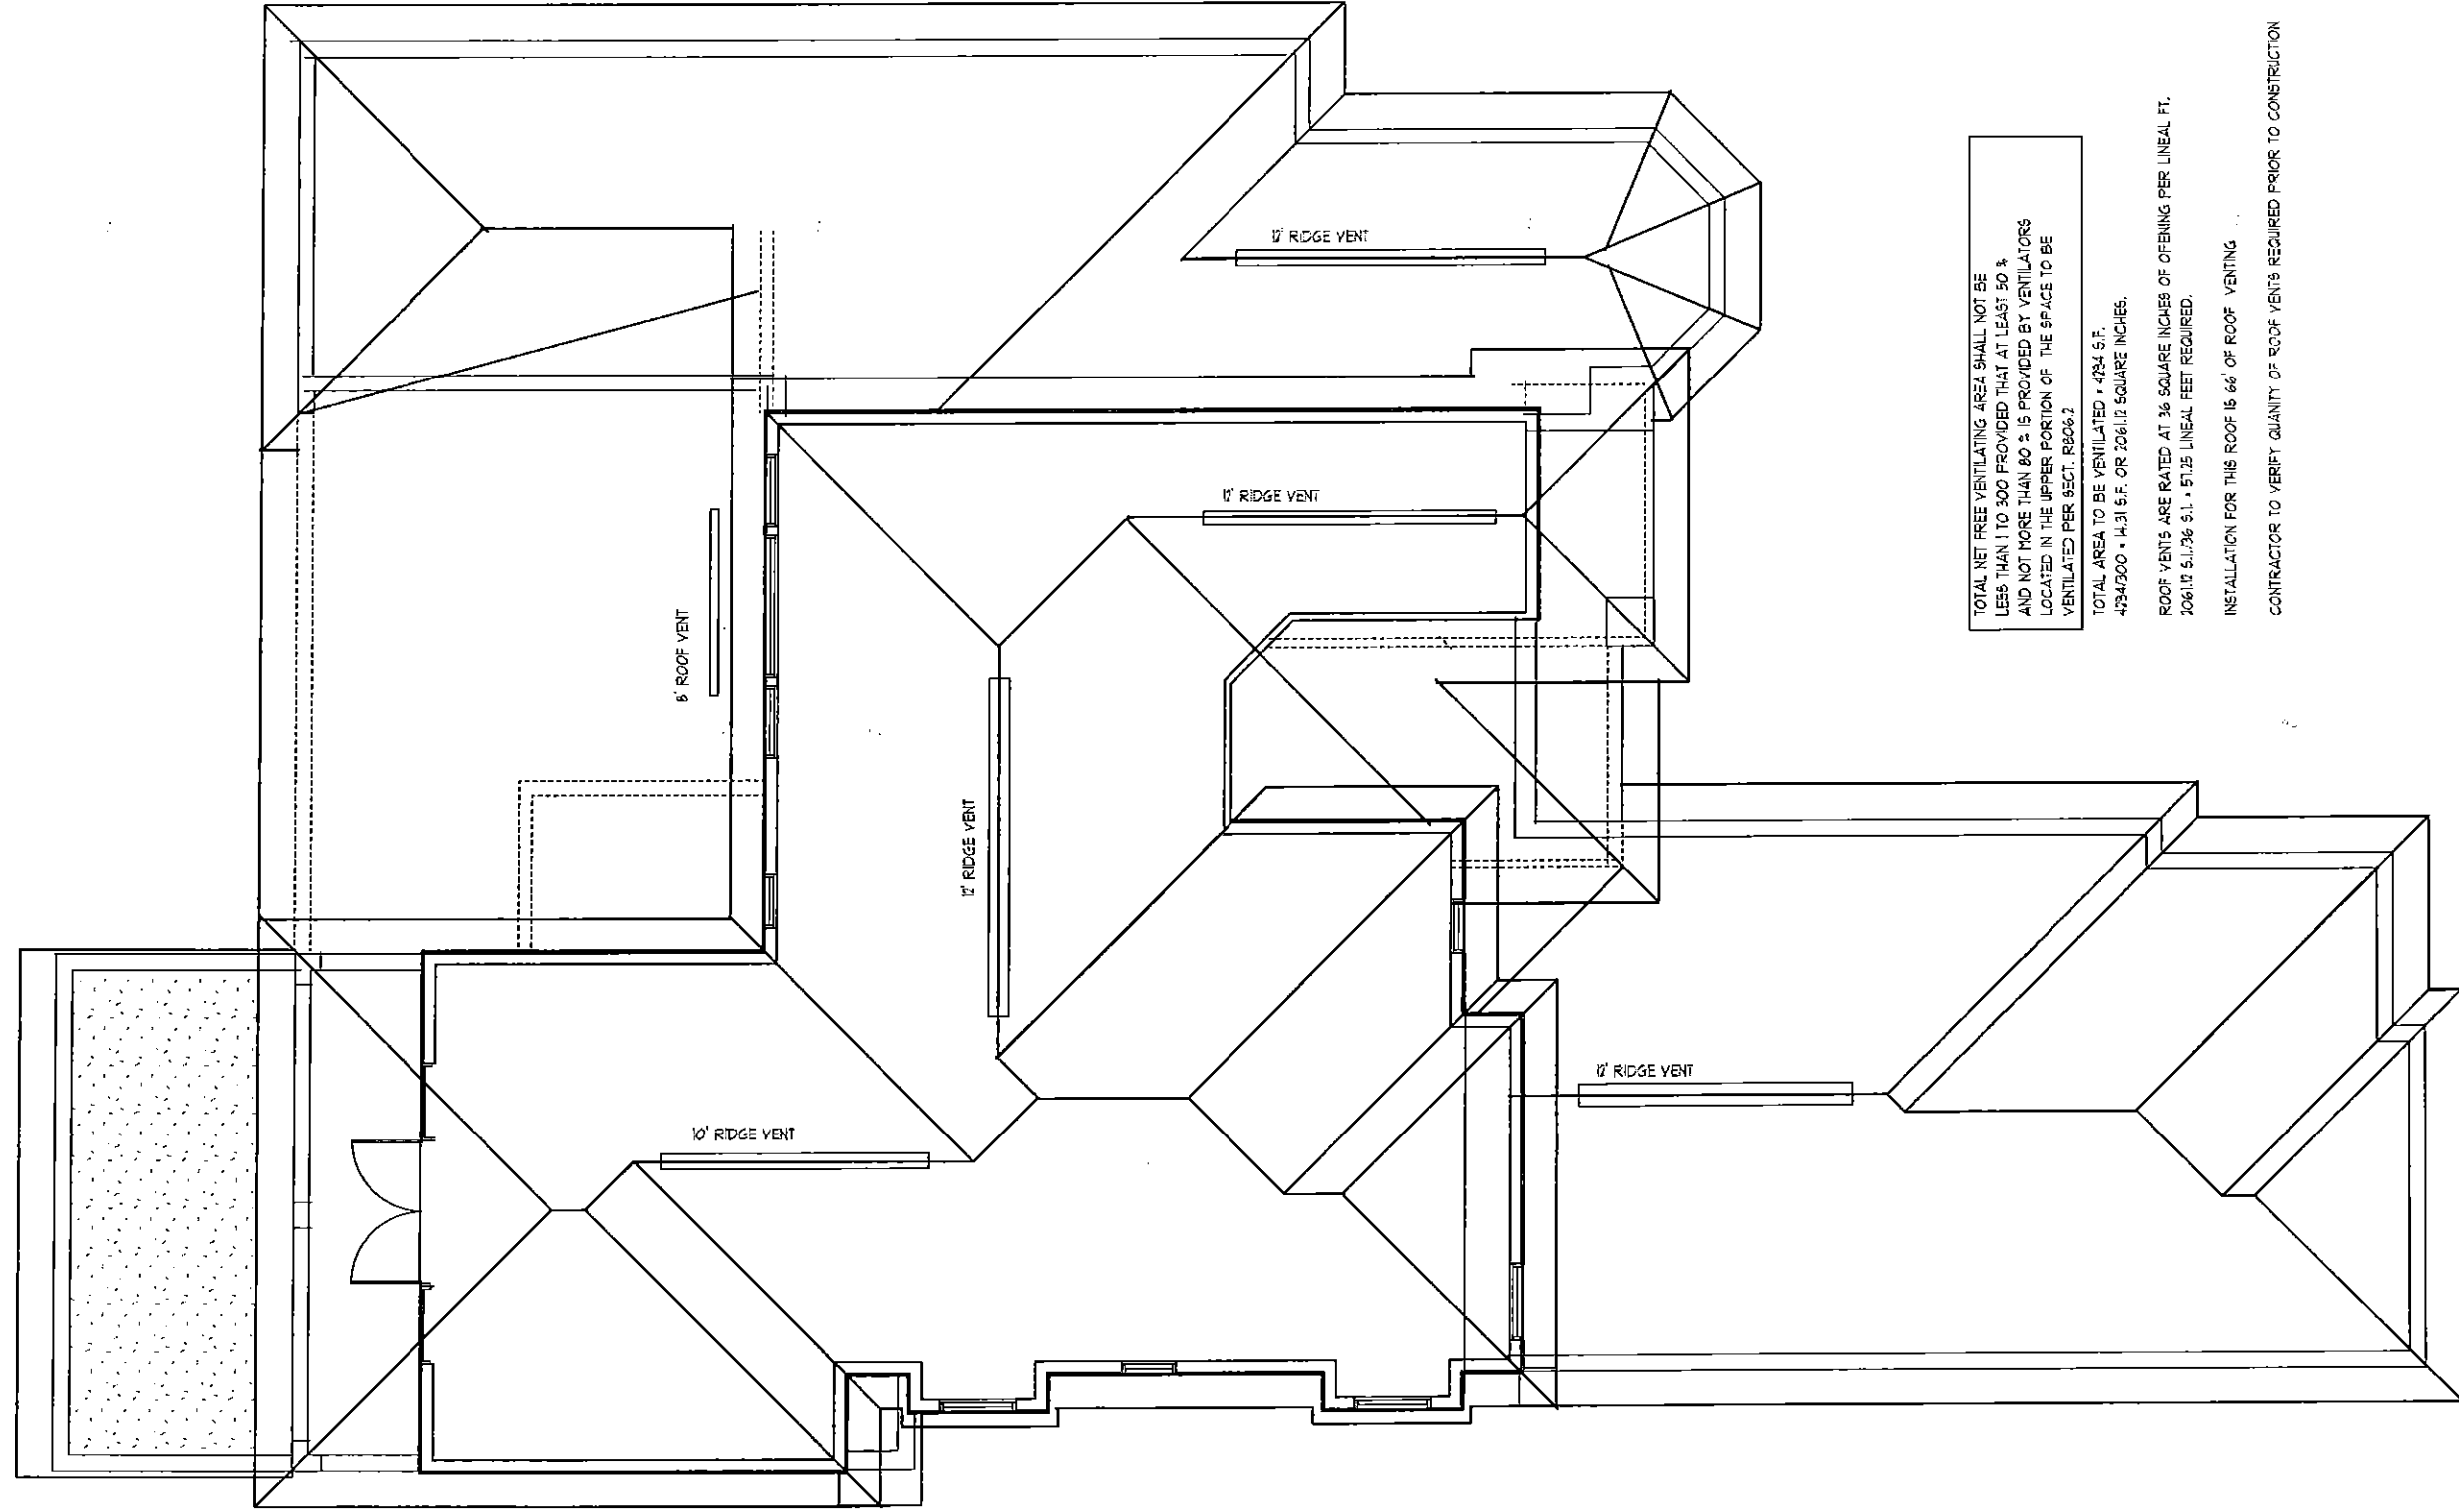 12' RIDGE VENT
12' RIDGE VENT
8' ROOF VENT
12' RIDGE VENT
12' RIDGE VENT
10' RIDGE VENT
TOTAL NET FREE VENTILATING AREA SHALL NOT BE
LESS THAN 1 TO 300 PROVIDED THAT AT LEAST 50 %
AND NOT MORE THAN 80 % IS PROVIDED BY VENTILATORS
LOCATED IN THE UPPER PORTION OF THE SPACE TO BE
VENTILATED PER SECT. R806.2
TOTAL AREA TO BE VENTILATED = 4294 S.F.
4294/300 = 14.31 S.F. OR 2061.12 SQUARE INCHES.
ROOF VENTS ARE RATED AT 36 SQUARE INCHES OF OPENING PER LINEAL FT.
2061.12 S.I./36 S.I. = 57.25 LINEAL FEET REQUIRED.
INSTALLATION FOR THIS ROOF IS 66' OF ROOF VENTING
CONTRACTOR TO VERIFY QUANITY OF ROOF VENTS REQUIRED PRIOR TO CONSTRUCTION